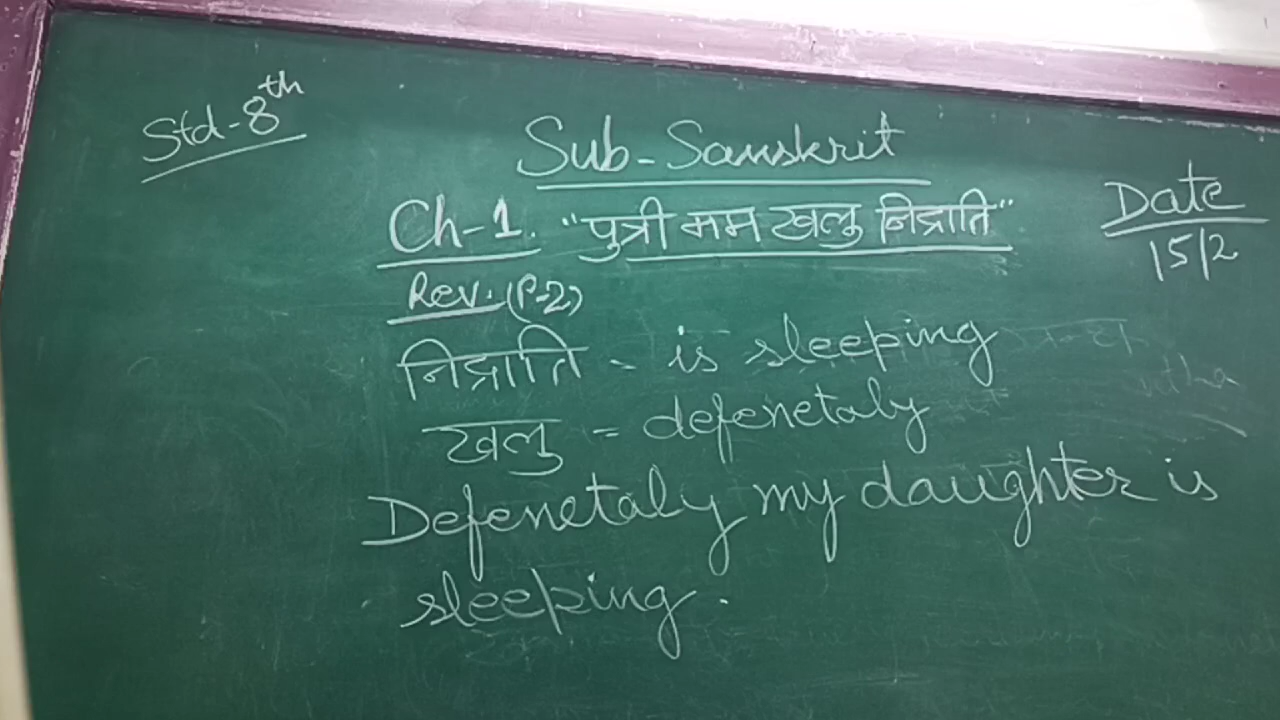 Std-8th
Sub-Sanskrit
Date
15/2
Ch-1. "पुत्री मम खलु निद्राति"
Rev. (P-2)
निद्राति - is sleeping
खलु = defenetaly
Defenetaly my daughter is
sleeping.